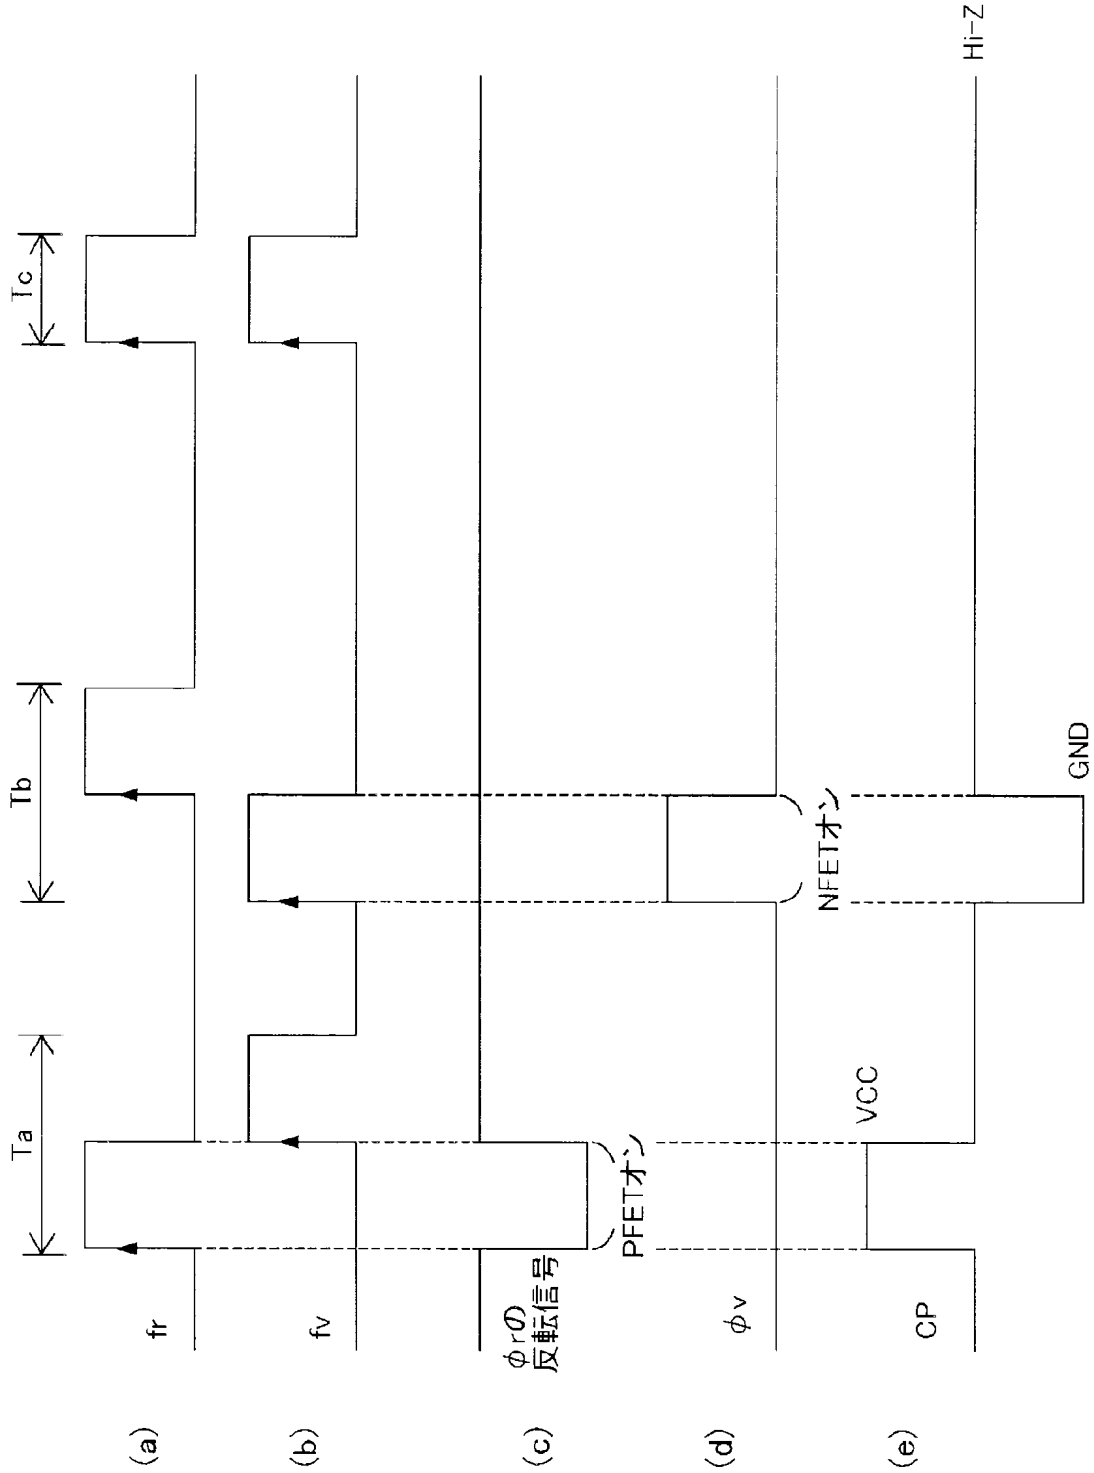 Ta
Tb
Tc
(a)
fr
(b)
fv
(c)
φrの
反転信号
PFETオン
(d)
φv
NFETオン
(e)
CP
VCC
GND
Hi-Z